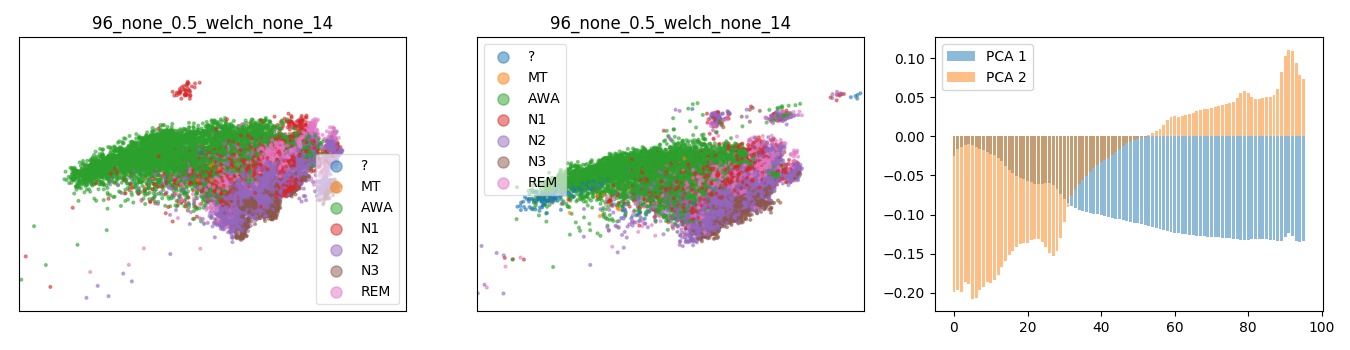 96_none_0.5_welch_none_14
?
MT
AWA
N1
N2
N3
REM
96_none_0.5_welch_none_14
?
MT
AWA
N1
N2
N3
REM
PCA 1
PCA 2
0.10
0.05
0.00
−0.05
−0.10
−0.15
−0.20
0 20 40 60 80 100